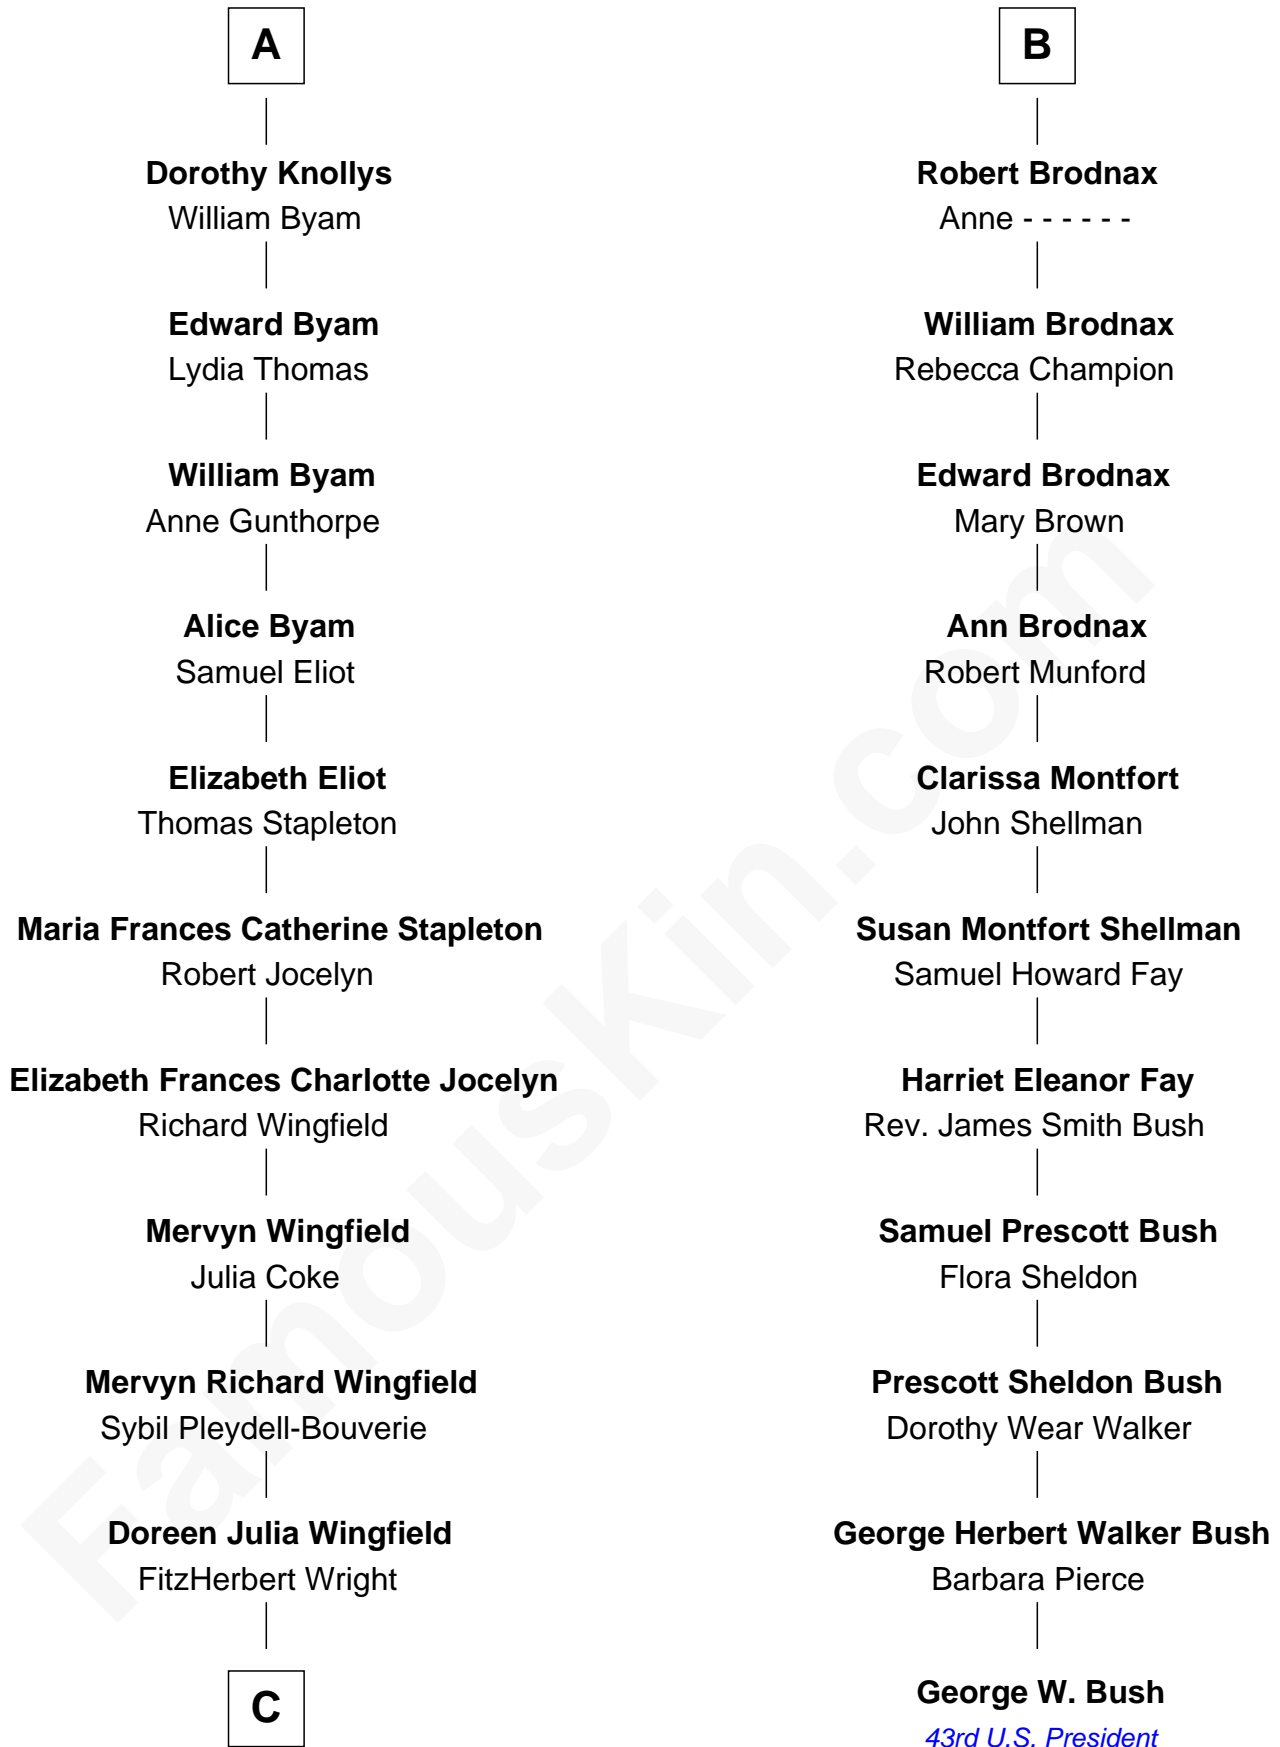 A
Dorothy Knollys
William Byam
Edward Byam
Lydia Thomas
William Byam
Anne Gunthorpe
Alice Byam
Samuel Eliot
Elizabeth Eliot
Thomas Stapleton
Maria Frances Catherine Stapleton
Robert Jocelyn
Elizabeth Frances Charlotte Jocelyn
Richard Wingfield
Mervyn Wingfield
Julia Coke
Mervyn Richard Wingfield
Sybil Pleydell-Bouverie
Doreen Julia Wingfield
FitzHerbert Wright
C
B
Robert Brodnax
Anne - - - - - -
William Brodnax
Rebecca Champion
Edward Brodnax
Mary Brown
Ann Brodnax
Robert Munford
Clarissa Montfort
John Shellman
Susan Montfort Shellman
Samuel Howard Fay
Harriet Eleanor Fay
Rev. James Smith Bush
Samuel Prescott Bush
Flora Sheldon
Prescott Sheldon Bush
Dorothy Wear Walker
George Herbert Walker Bush
Barbara Pierce
George W. Bush
43rd U.S. President
FamousKin.com